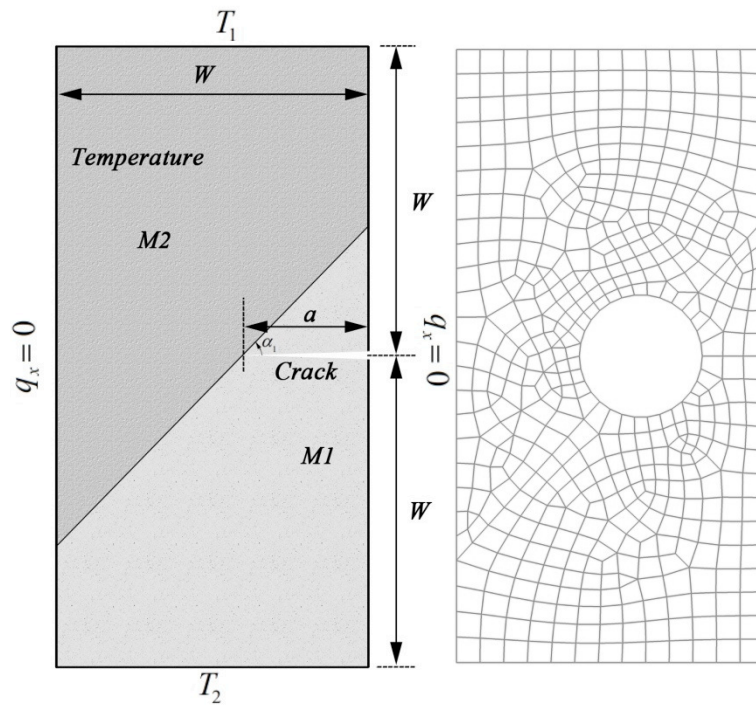 T₁
W
Temperature
W
M2
a
qₓ = 0
α₁
qₓ = 0
Crack
M1
W
T₂